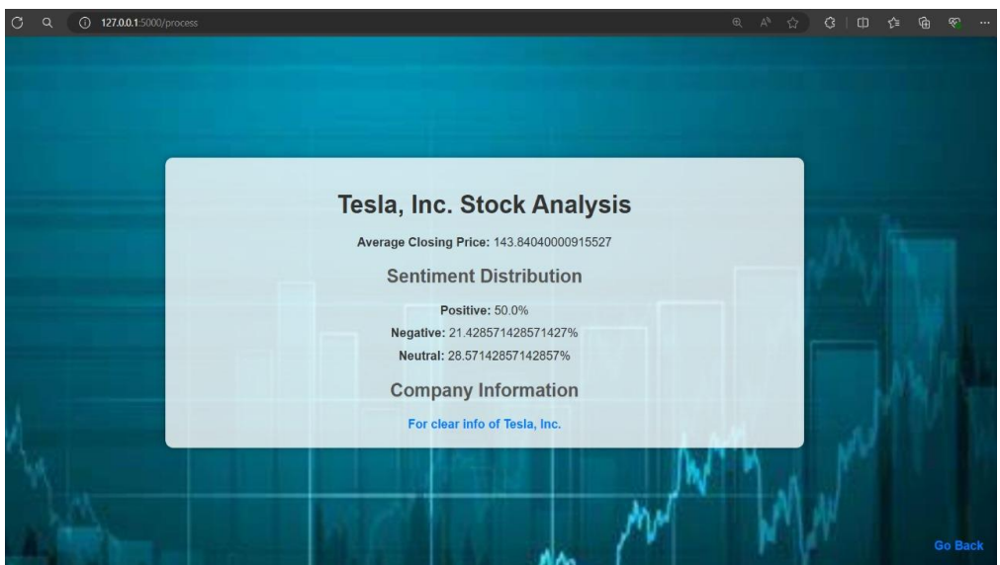 127.0.0.1:5000/process
Tesla, Inc. Stock Analysis
Average Closing Price: 143.84040000915527
Sentiment Distribution
Positive: 50.0%
Negative: 21.428571428571427%
Neutral: 28.57142857142857%
Company Information
For clear info of Tesla, Inc.
Go Back